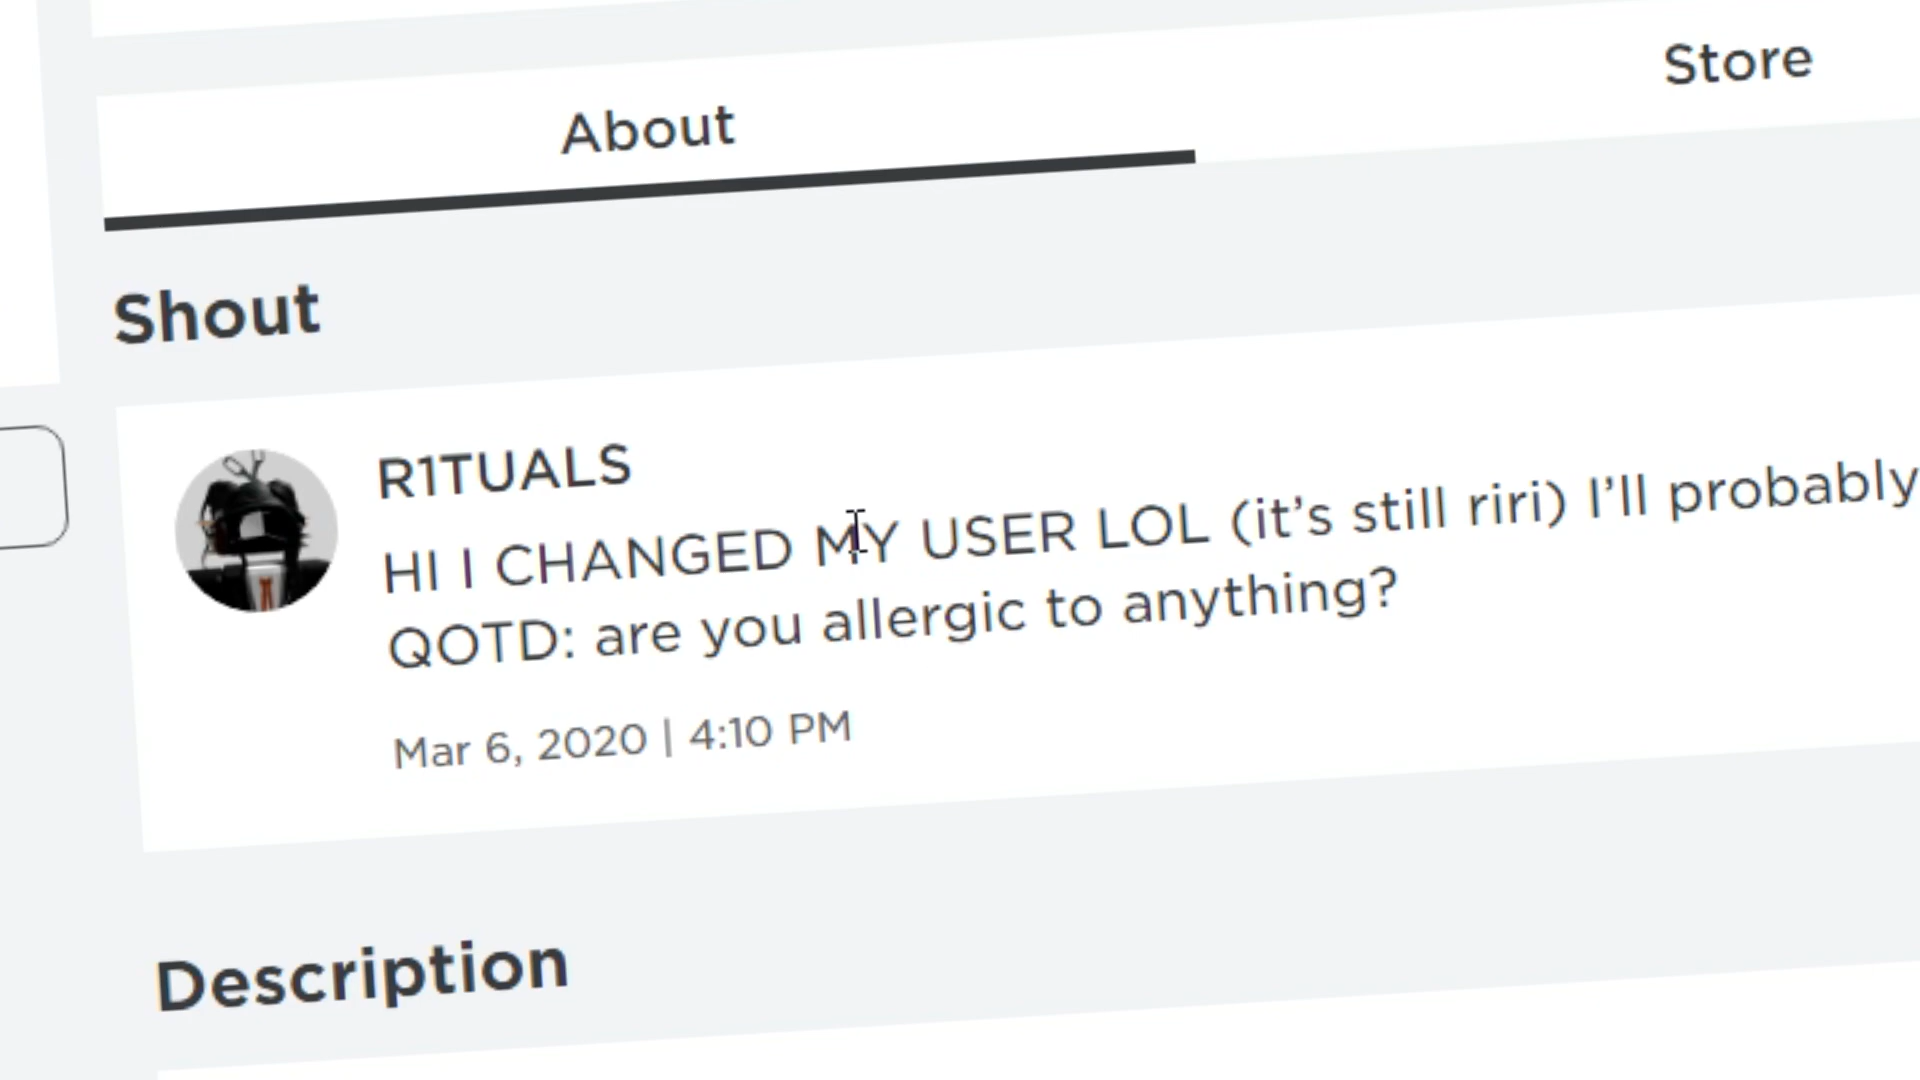 About
Store
Shout
R1TUALS
HI I CHANGED MY USER LOL (it's still riri) I'll probably
QOTD: are you allergic to anything?
Mar 6, 2020 | 4:10 PM
Description